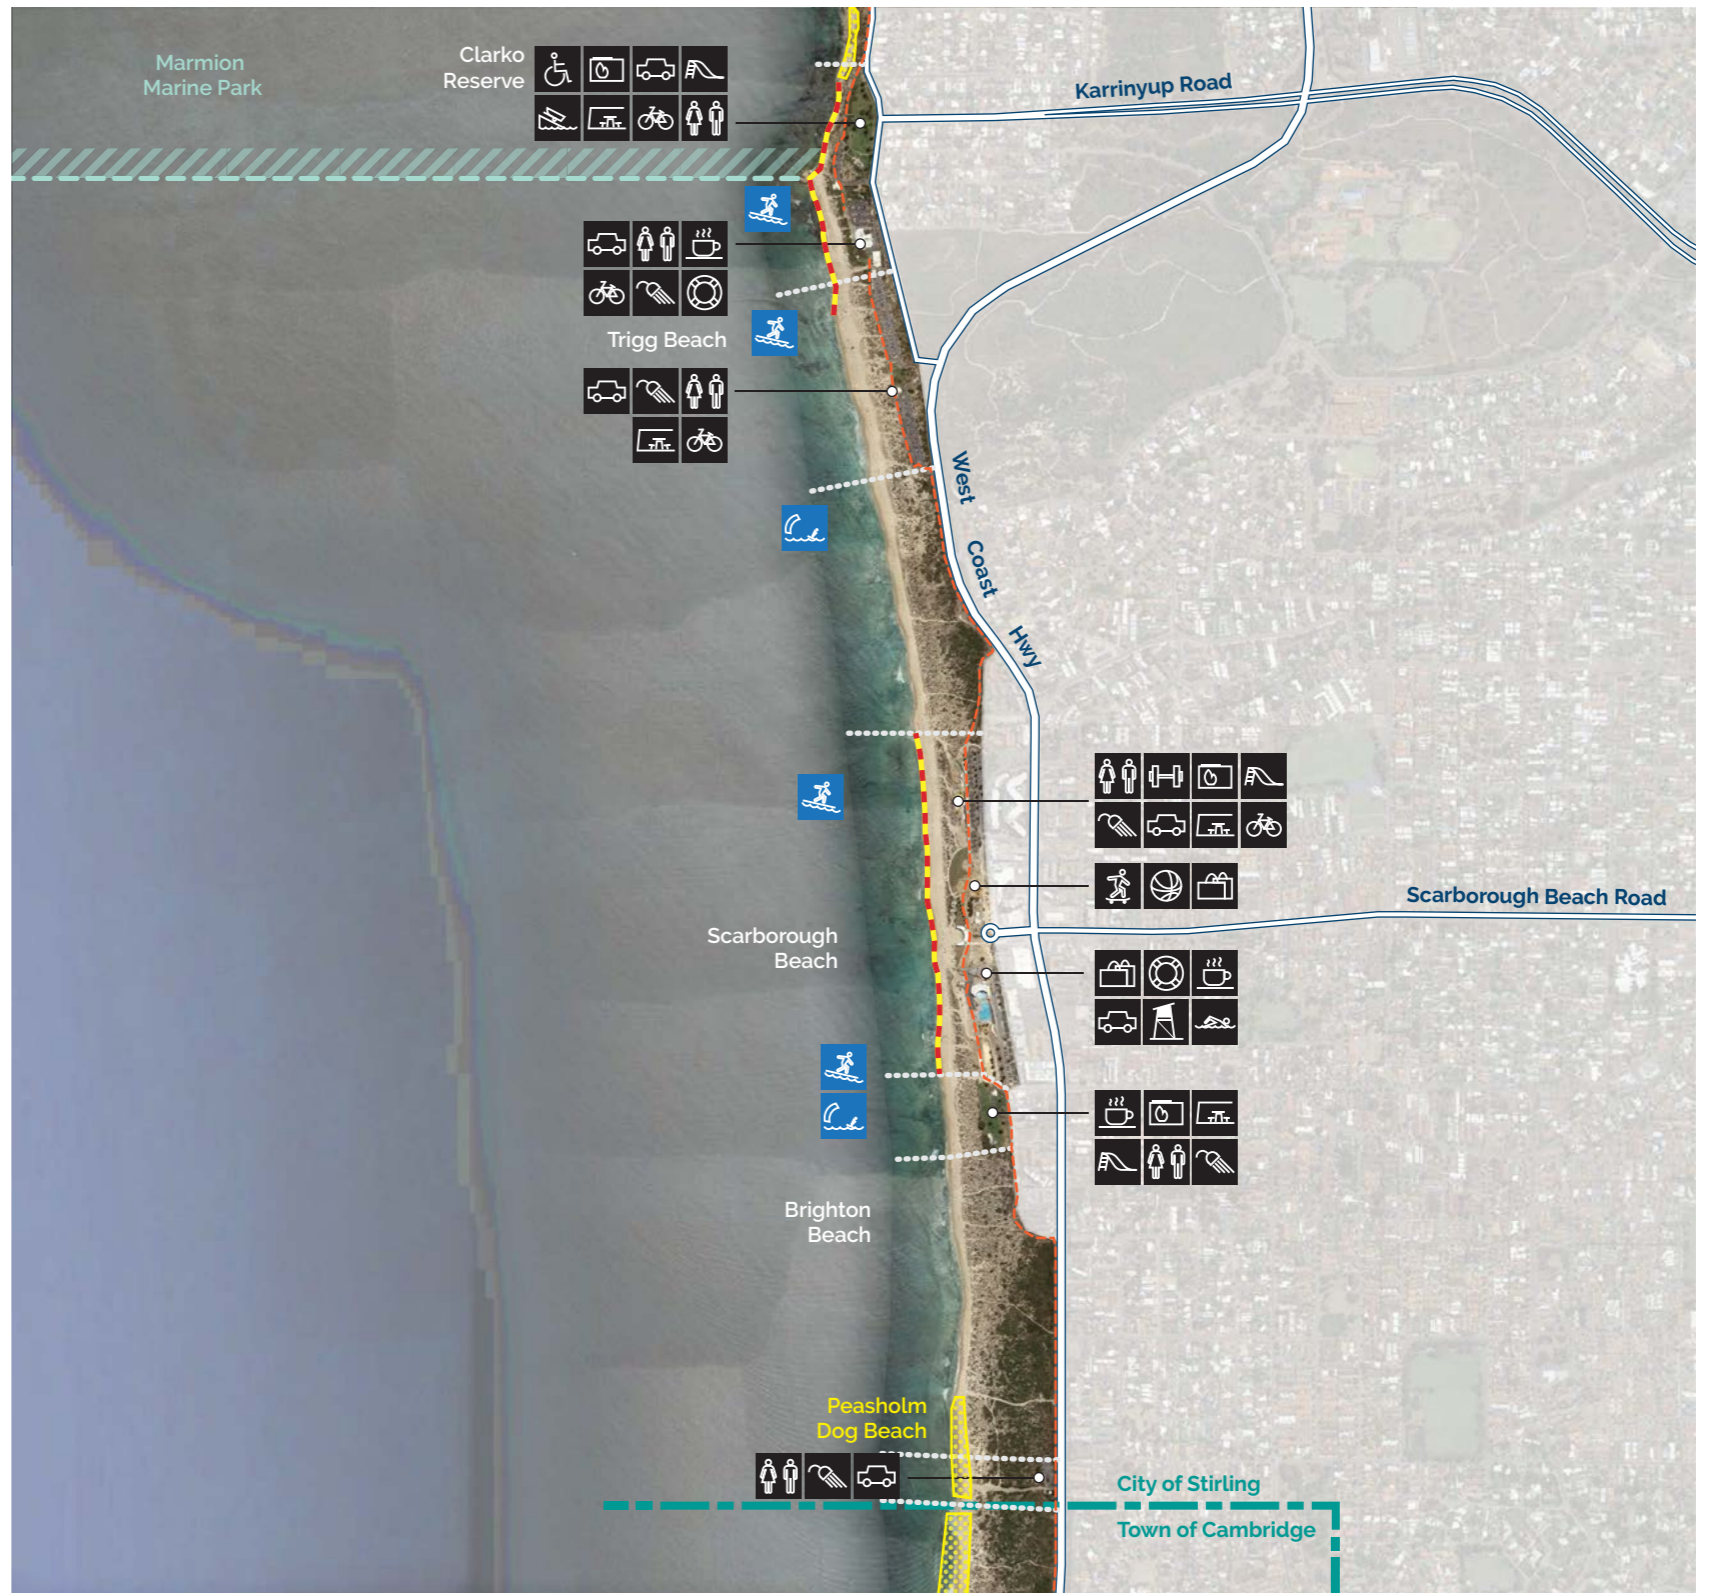 Marmion
Marine Park
Clarko
Reserve
Karrinyup Road
Trigg Beach
West
Coast
Hwy
Scarborough Beach Road
Scarborough
Beach
Brighton
Beach
Peasholm
Dog Beach
City of Stirling
Town of Cambridge